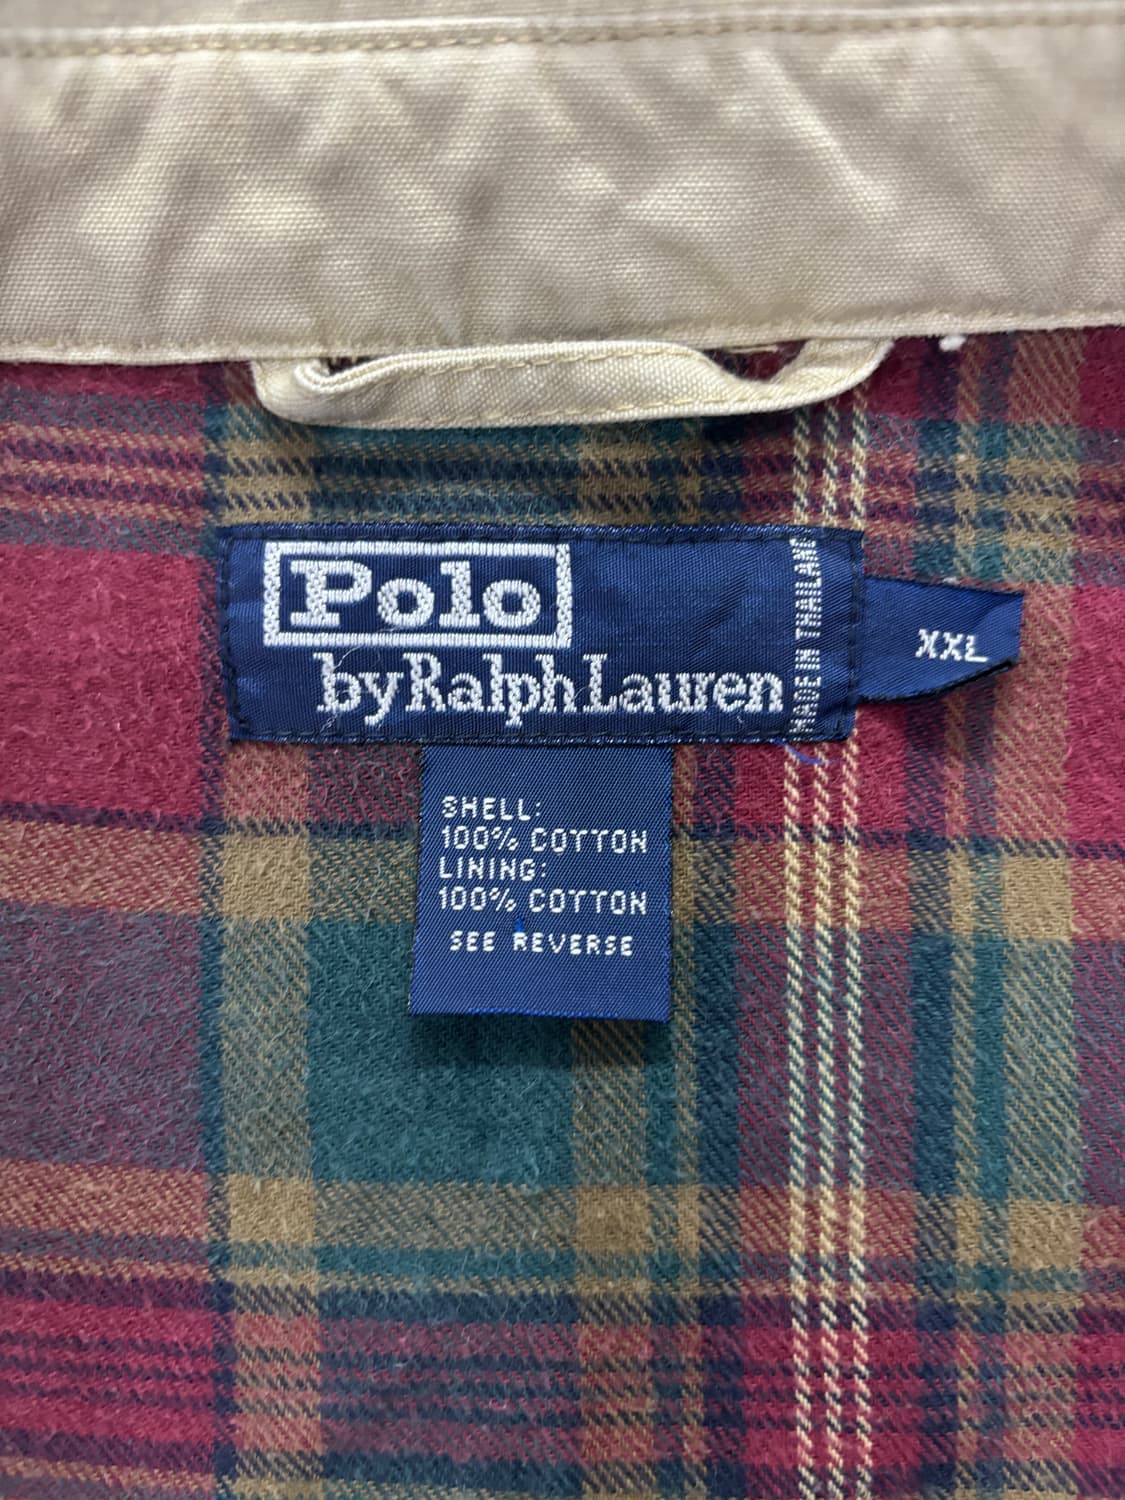 Polo
by Ralph Lauren
MADE IN THAILAND
XXL
SHELL:
100% COTTON
LINING:
100% COTTON
SEE REVERSE